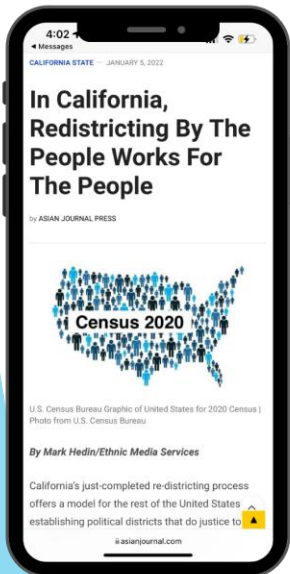 4:02
◀ Messages
CALIFORNIA STATE — JANUARY 5, 2022
In California,
Redistricting By The
People Works For
The People
by ASIAN JOURNAL PRESS
Census 2020
U.S. Census Bureau Graphic of United States for 2020 Census |
Photo from U.S. Census Bureau
By Mark Hedin/Ethnic Media Services
California's just-completed re-districting process
offers a model for the rest of the United States
establishing political districts that do justice to
asianjournal.com